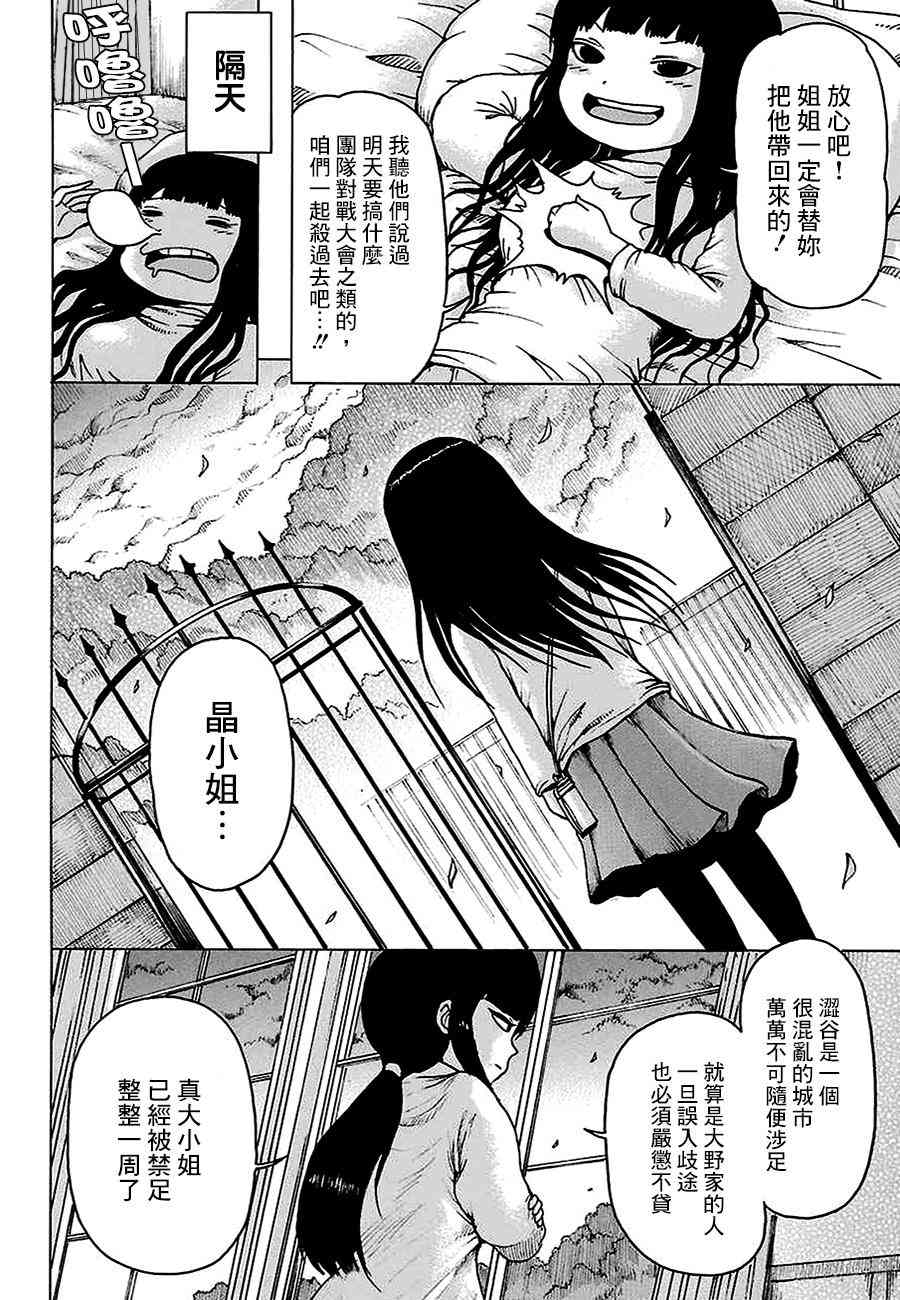 放心吧！
姐姐一定會替妳
把他帶回來的！
我聽他們說過
明天要搞什麼
團隊對戰大會之類的，
咱們一起殺過去吧…!!
隔天
呼嚕嚕
晶小姐…
澀谷是一個
很混亂的城市
萬萬不可隨便涉足
就算是大野家的人
一旦誤入歧途
也必須嚴懲不貸
真大小姐
已經被禁足
整整一周了